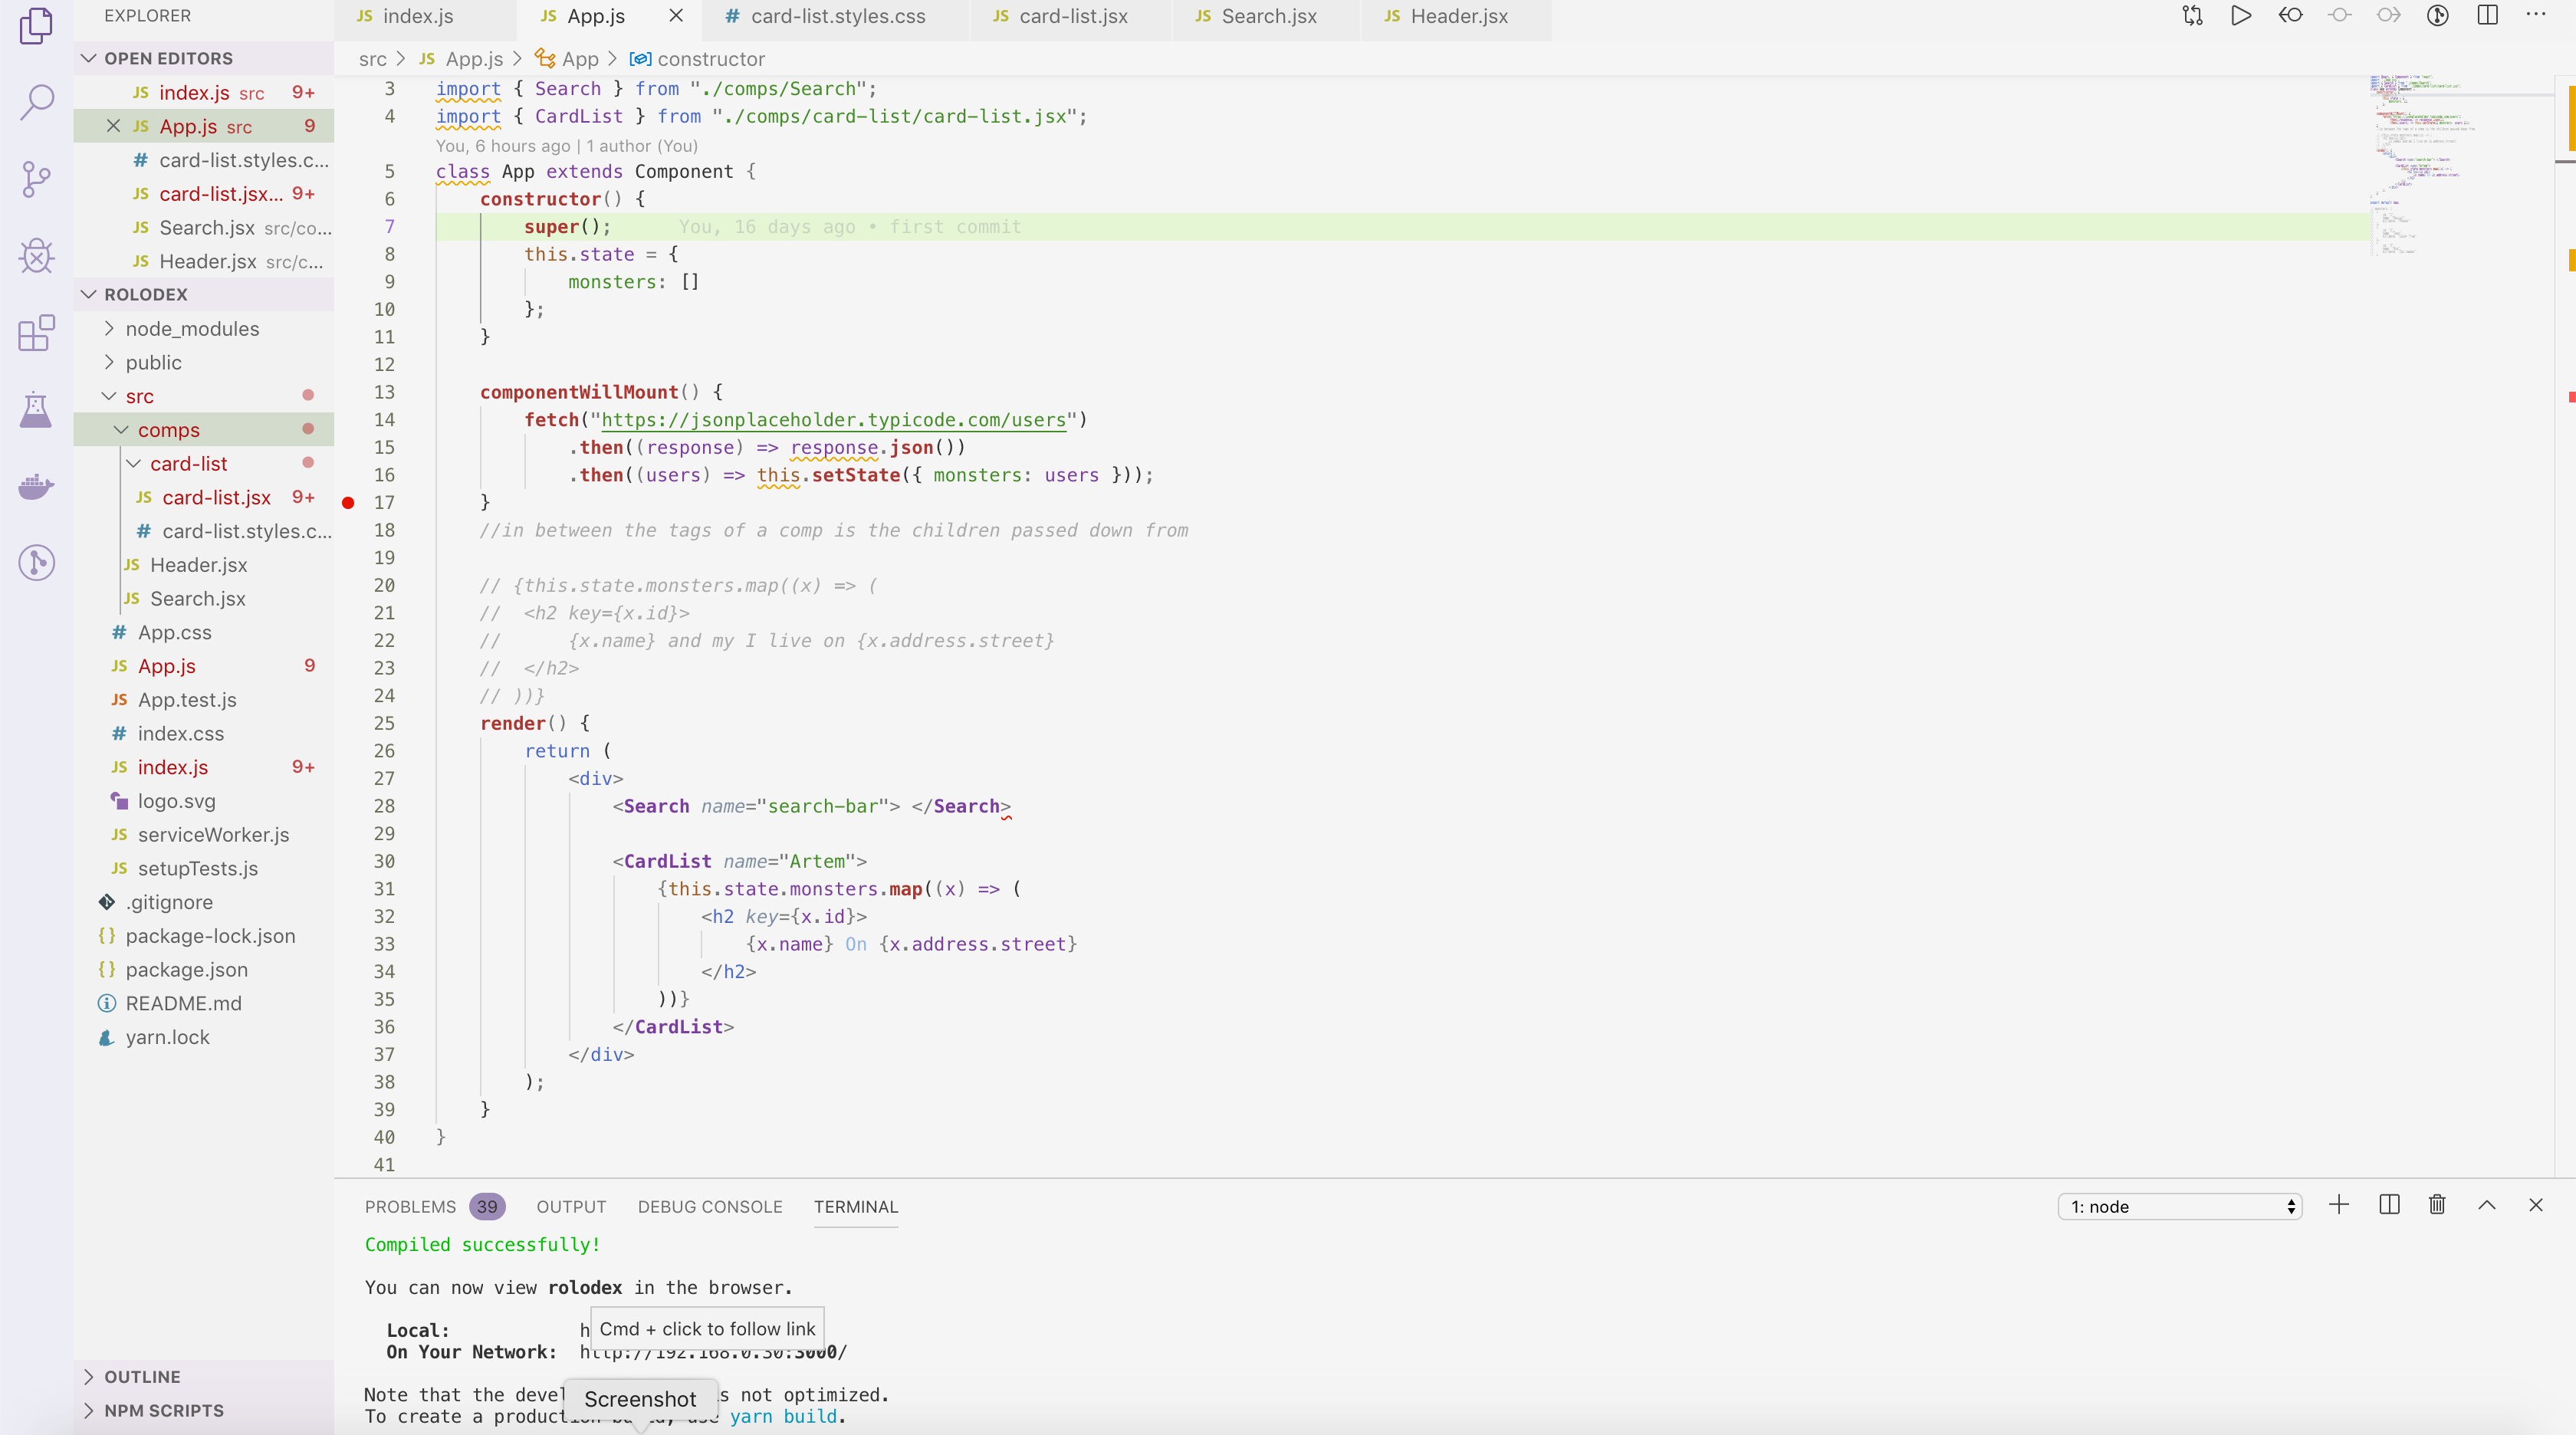 EXPLORER
OPEN EDITORS
JS index.js src 9+
JS App.js src 9
# card-list.styles.c...
JS card-list.jsx... 9+
JS Search.jsx src/co...
JS Header.jsx src/c...
ROLODEX
node_modules
public
src
comps
card-list
JS card-list.jsx 9+
# card-list.styles.c...
JS Header.jsx
JS Search.jsx
# App.css
JS App.js 9
JS App.test.js
# index.css
JS index.js 9+
logo.svg
JS serviceWorker.js
JS setupTests.js
.gitignore
{} package-lock.json
{} package.json
README.md
yarn.lock
OUTLINE
NPM SCRIPTS
JS index.js JS App.js # card-list.styles.css JS card-list.jsx JS Search.jsx JS Header.jsx
src > JS App.js > App > constructor
3 import { Search } from "./comps/Search";
4 import { CardList } from "./comps/card-list/card-list.jsx";
You, 6 hours ago | 1 author (You)
5 class App extends Component {
6 constructor() {
7 super(); You, 16 days ago • first commit
8 this.state = {
9 monsters: []
10 };
11 }
12
13 componentWillMount() {
14 fetch("https://jsonplaceholder.typicode.com/users")
15 .then((response) => response.json())
16 .then((users) => this.setState({ monsters: users }));
17 }
18 //in between the tags of a comp is the children passed down from
19
20 // {this.state.monsters.map((x) => (
21 // <h2 key={x.id}>
22 // {x.name} and my I live on {x.address.street}
23 // </h2>
24 // ))}
25 render() {
26 return (
27 <div>
28 <Search name="search-bar"> </Search>
29
30 <CardList name="Artem">
31 {this.state.monsters.map((x) => (
32 <h2 key={x.id}>
33 {x.name} On {x.address.street}
34 </h2>
35 ))}
36 </CardList>
37 </div>
38 );
39 }
40 }
41
PROBLEMS 39 OUTPUT DEBUG CONSOLE TERMINAL 1: node
Compiled successfully!
You can now view rolodex in the browser.
Local: h
Cmd + click to follow link
On Your Network: http://192.168.0.30:3000/
Note that the devel s not optimized.
Screenshot
To create a production build, use yarn build.